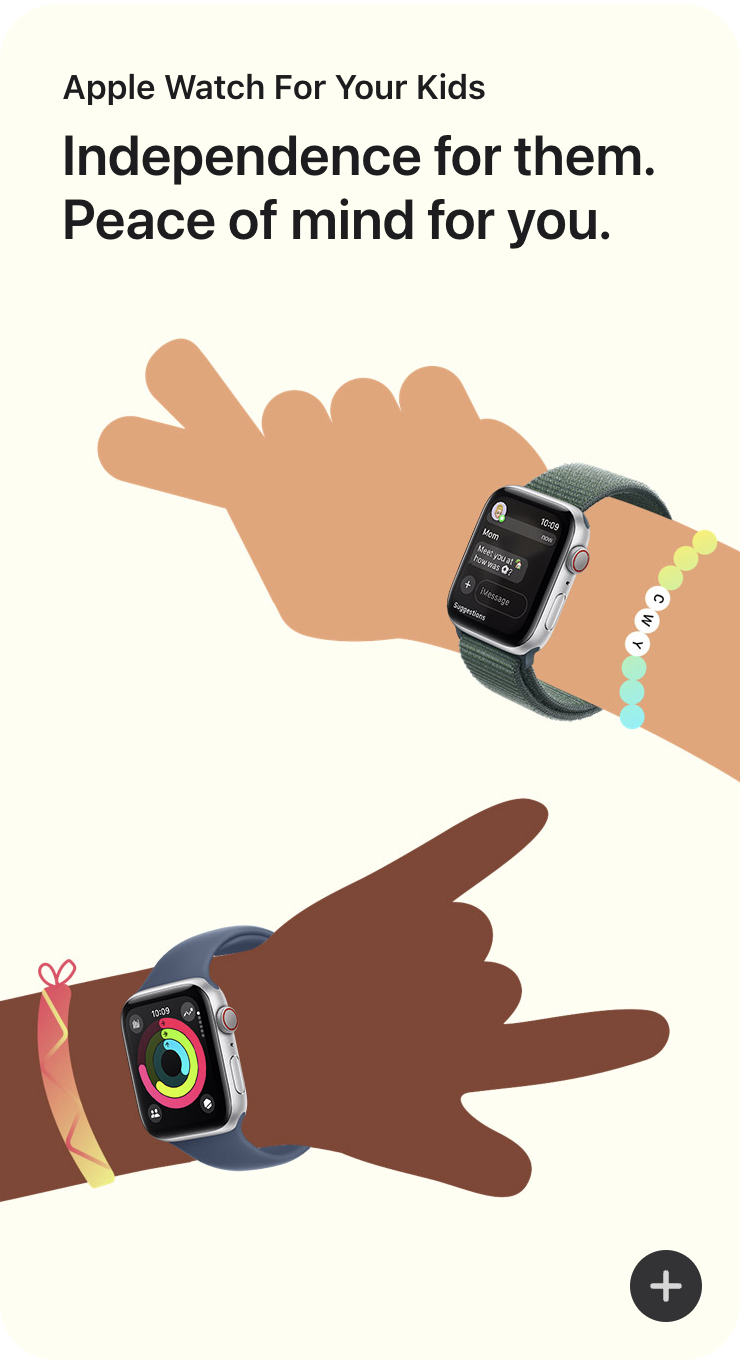 Apple Watch For Your Kids
Independence for them.
Peace of mind for you.
10:09
Mom
now
Meet you at
how was ?
iMessage
Suggestions
C
W
Y
10:09